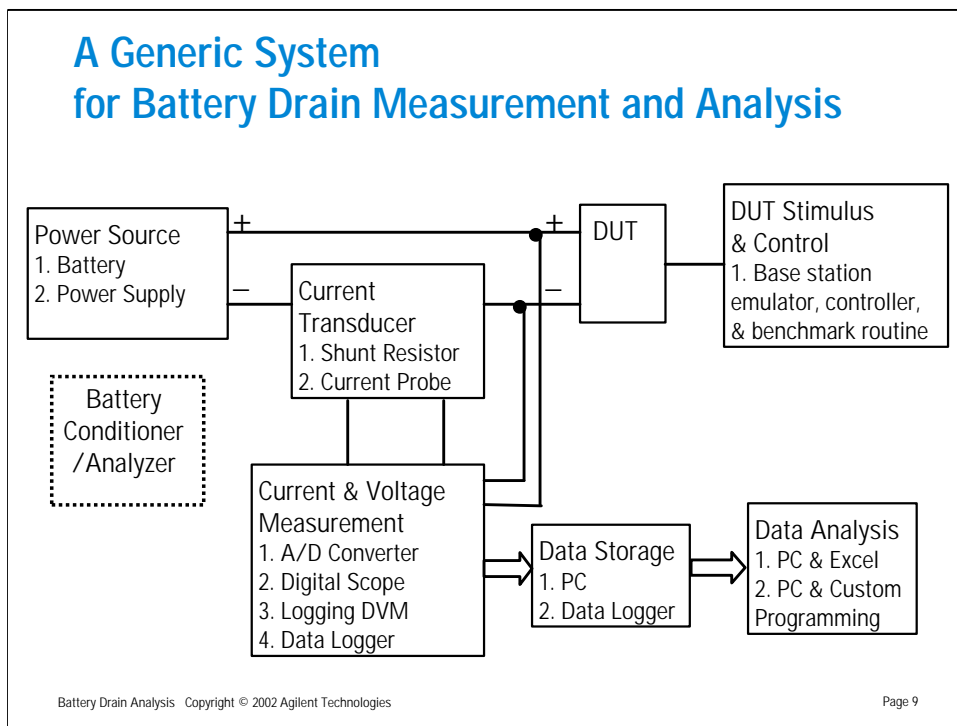 A Generic System
for Battery Drain Measurement and Analysis
Power Source
1. Battery
2. Power Supply
+
−
Current
Transducer
1. Shunt Resistor
2. Current Probe
+
−
DUT
DUT Stimulus
& Control
1. Base station
emulator, controller,
& benchmark routine
Battery
Conditioner
/Analyzer
Current & Voltage
Measurement
1. A/D Converter
2. Digital Scope
3. Logging DVM
4. Data Logger
Data Storage
1. PC
2. Data Logger
Data Analysis
1. PC & Excel
2. PC & Custom
Programming
Battery Drain Analysis Copyright © 2002 Agilent Technologies
Page 9